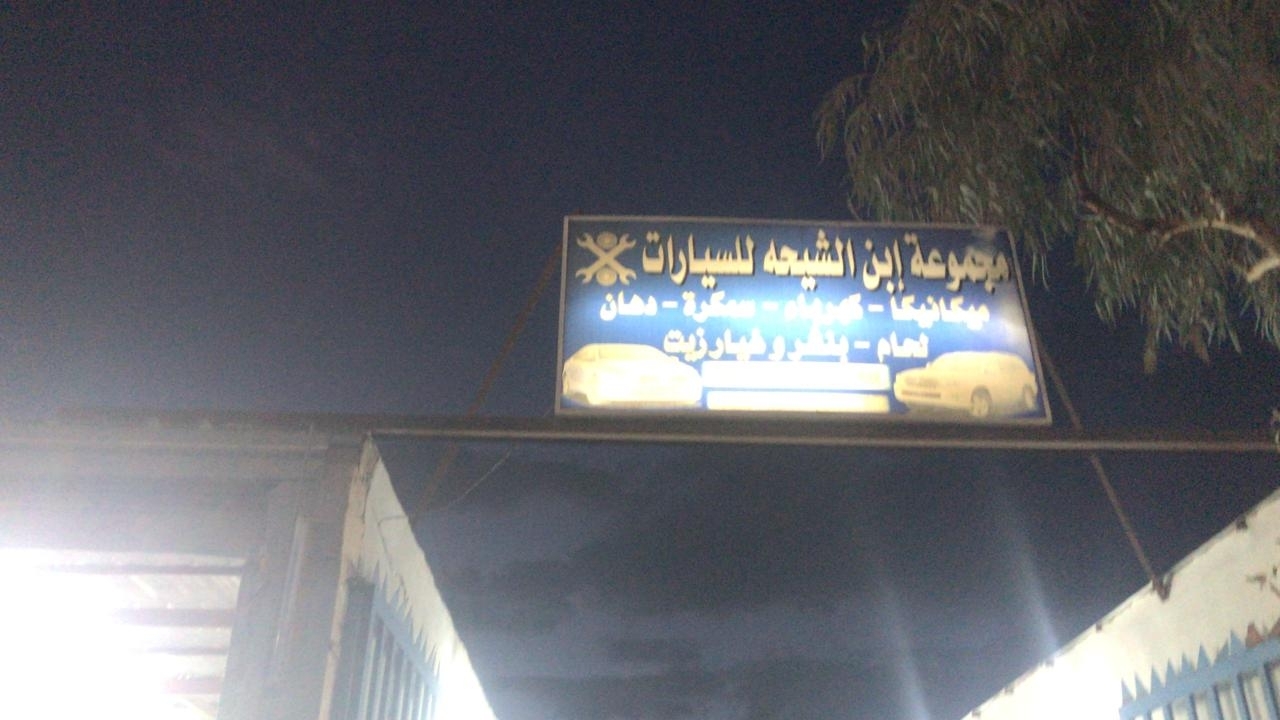 مجموعة إبن الشيحه للسيارات
ميكانيكا - كهرباء - سمكرة - دهان
لحام - بنشر و غيار زيت